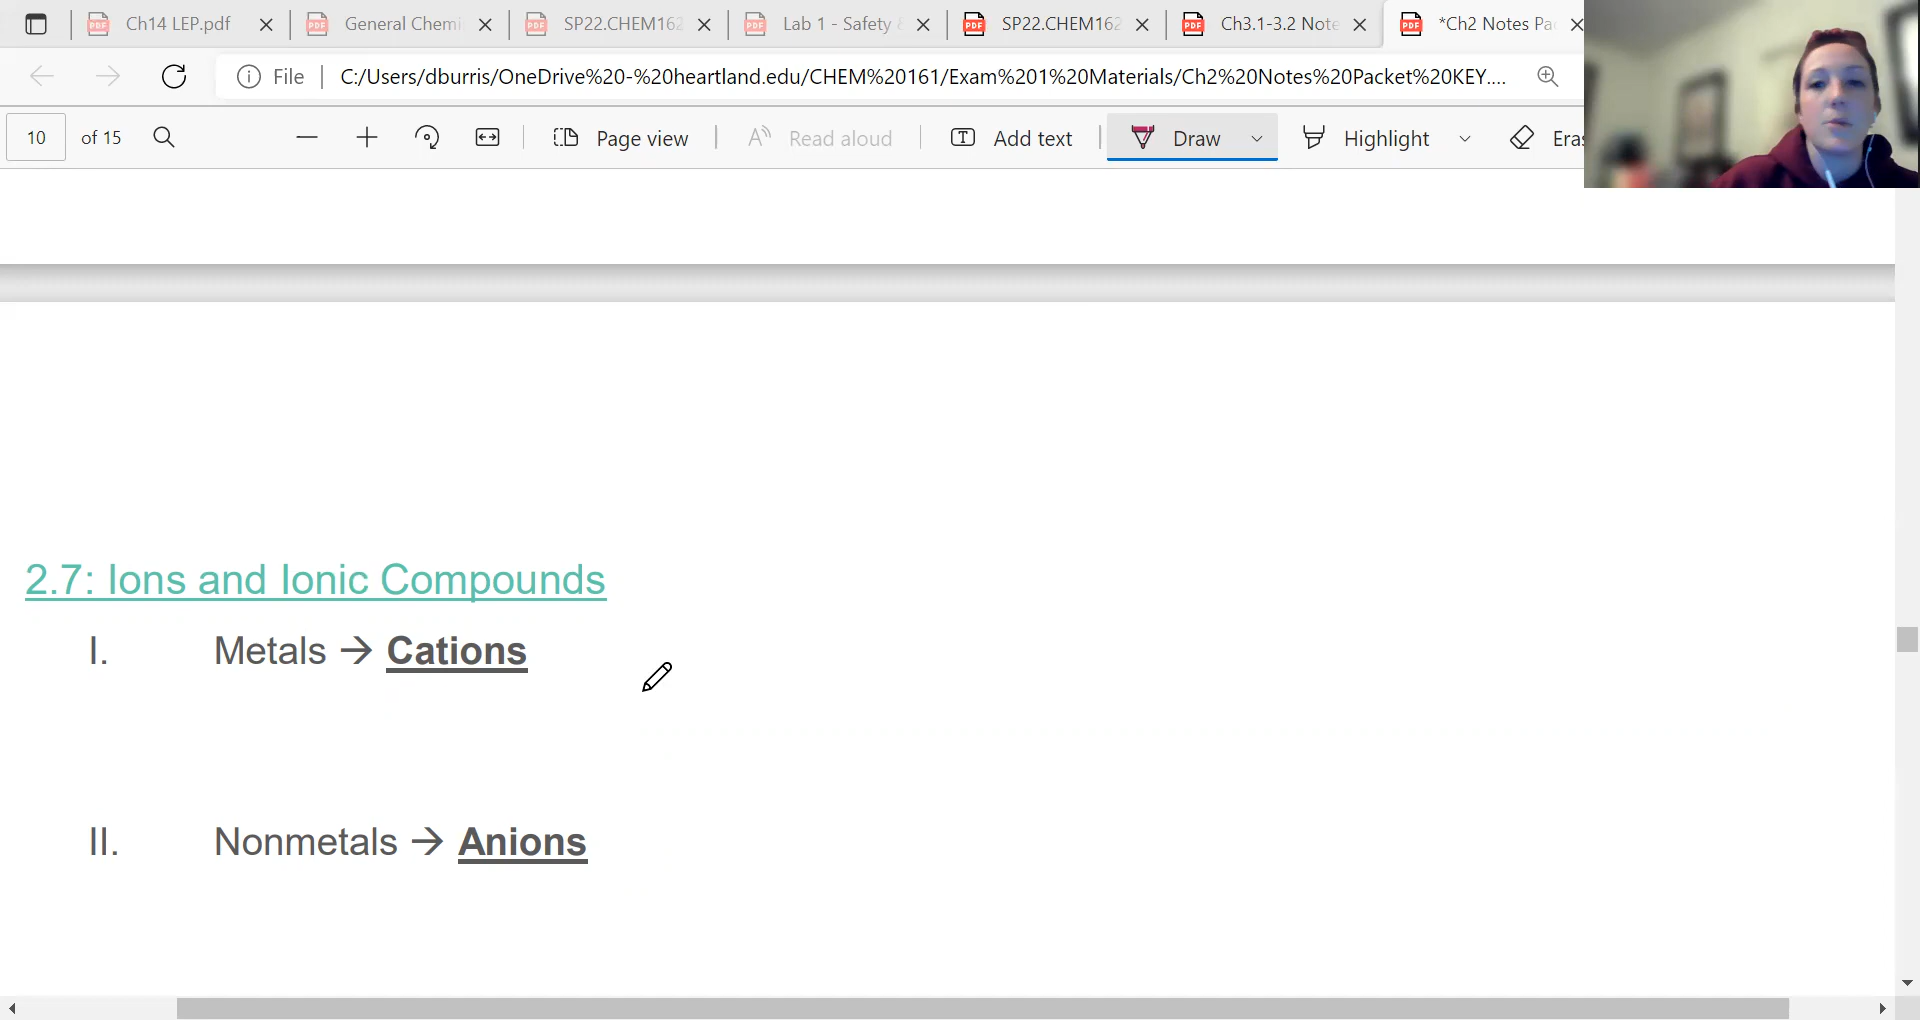 Ch14 LEP.pdf
General Chemi
SP22.CHEM162
Lab 1 - Safety &
SP22.CHEM162
Ch3.1-3.2 Note
*Ch2 Notes Pa
File
C:/Users/dburris/OneDrive%20-%20heartland.edu/CHEM%20161/Exam%201%20Materials/Ch2%20Notes%20Packet%20KEY....
10 of 15
Page view
Read aloud
Add text
Draw
Highlight
Eras
2.7: Ions and Ionic Compounds
I. Metals → Cations
II. Nonmetals → Anions